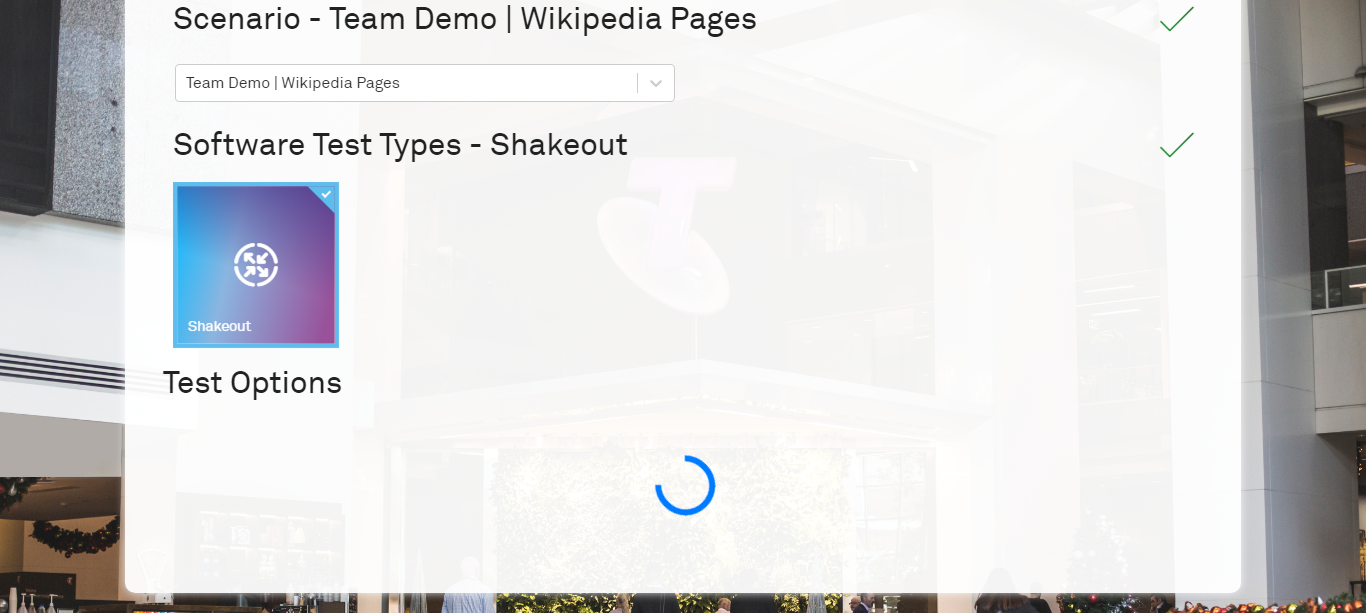 Scenario - Team Demo | Wikipedia Pages
Team Demo | Wikipedia Pages
Software Test Types - Shakeout
Shakeout
Test Options